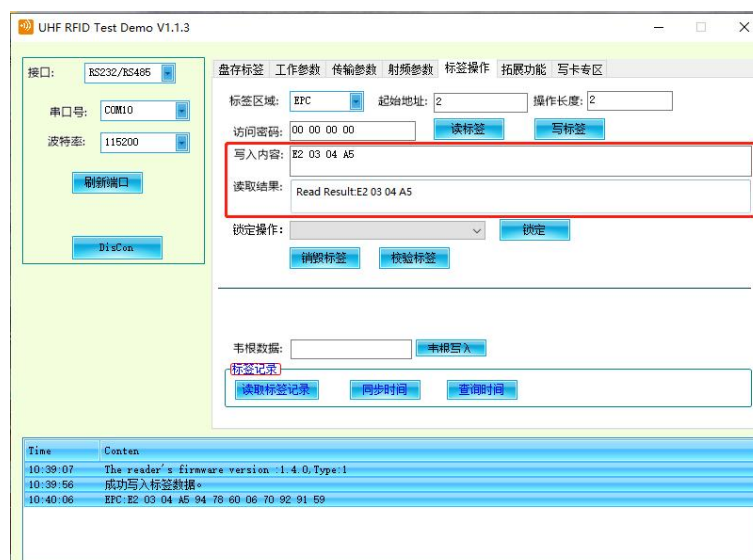 UHF RFID Test Demo V1.1.3
接口: RS232/RS485
串口号: COM10
波特率: 115200
刷新端口
DisCon
盘存标签 工作参数 传输参数 射频参数 标签操作 拓展功能 写卡专区
标签区域: EPC 起始地址: 2 操作长度: 2
访问密码: 00 00 00 00 读标签 写标签
写入内容: E2 03 04 A5
读取结果: Read Result:E2 03 04 A5
锁定操作: 锁定
销毁标签 校验标签
韦根数据: 韦根写入
标签记录
读取标签记录 同步时间 查询时间
Time Conten
10:39:07 The reader's firmware version :1.4.0,Type:1
10:39:56 成功写入标签数据。
10:40:06 EPC:E2 03 04 A5 94 78 60 06 70 92 91 59